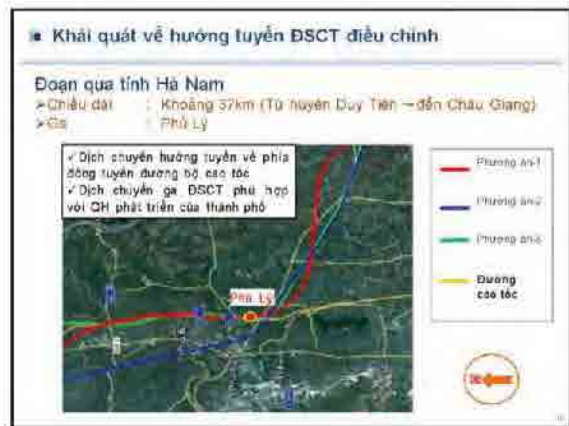 Khái quát về hướng tuyến ĐSCT điều chỉnh
Đoạn qua tỉnh Hà Nam
➢Chiều dài : Khoảng 37km (Từ huyện Duy Tiên →đến Châu Giang)
➢Ga : Phủ Lý
✓Dịch chuyển hướng tuyến về phía
đông tuyến đường bộ cao tốc
✓Dịch chuyển ga ĐSCT phù hợp
với QH phát triển của thành phố
Phủ Lý
Phương án-1
Phương án-2
Phương án-3
Đường
cao tốc